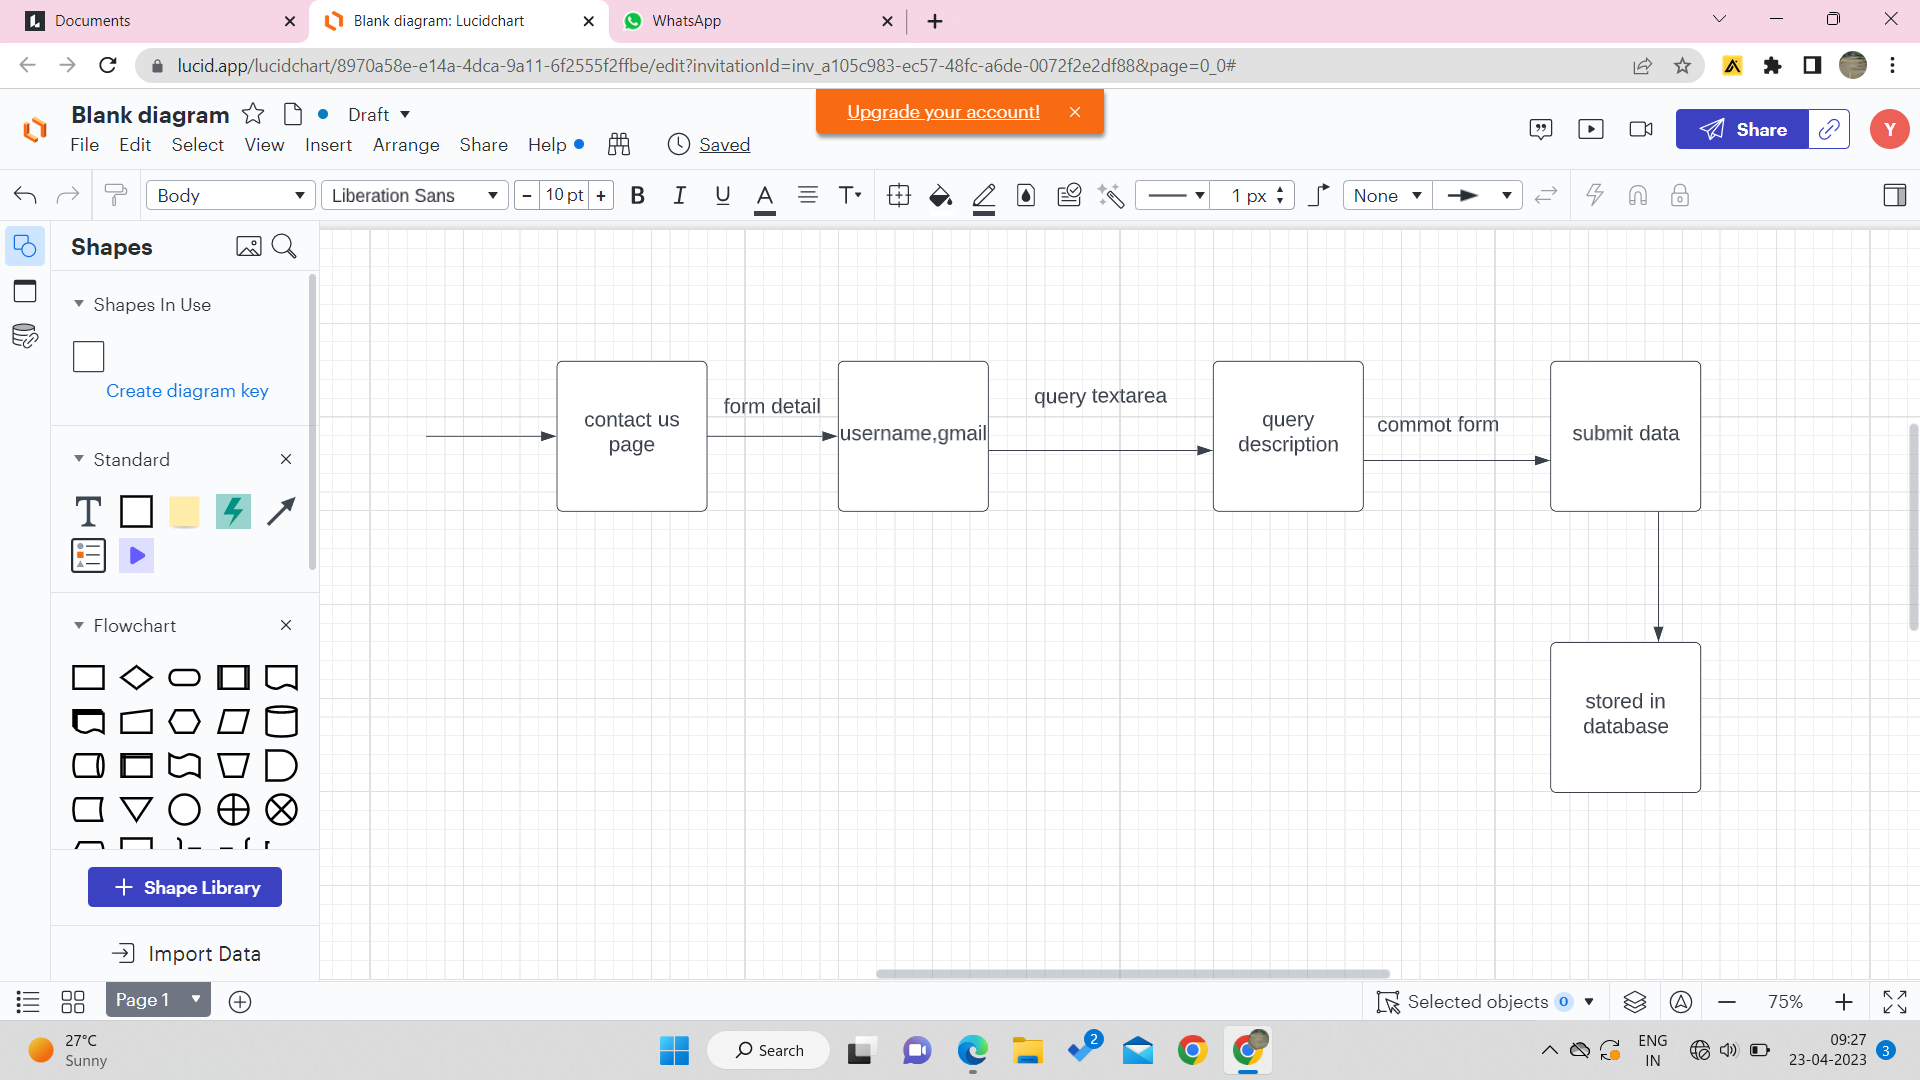 Documents
Blank diagram: Lucidchart
WhatsApp
lucid.app/lucidchart/8970a58e-e14a-4dca-9a11-6f2555f2ffbe/edit?invitationId=inv_a105c983-ec57-48fc-a6de-0072f2e2df88&page=0_0#
Blank diagram
Draft
Upgrade your account!
File Edit Select View Insert Arrange Share Help
Saved
Share
Y
Body
Liberation Sans
10 pt
B I U A T
1 px
None
Shapes
Shapes In Use
Create diagram key
Standard
T
Flowchart
Shape Library
Import Data
contact us
page
form detail
username,gmail
query textarea
query
description
commot form
submit data
stored in
database
Page 1
Selected objects 0
75%
27°C
Sunny
Search
2
ENG
IN
09:27
23-04-2023
3